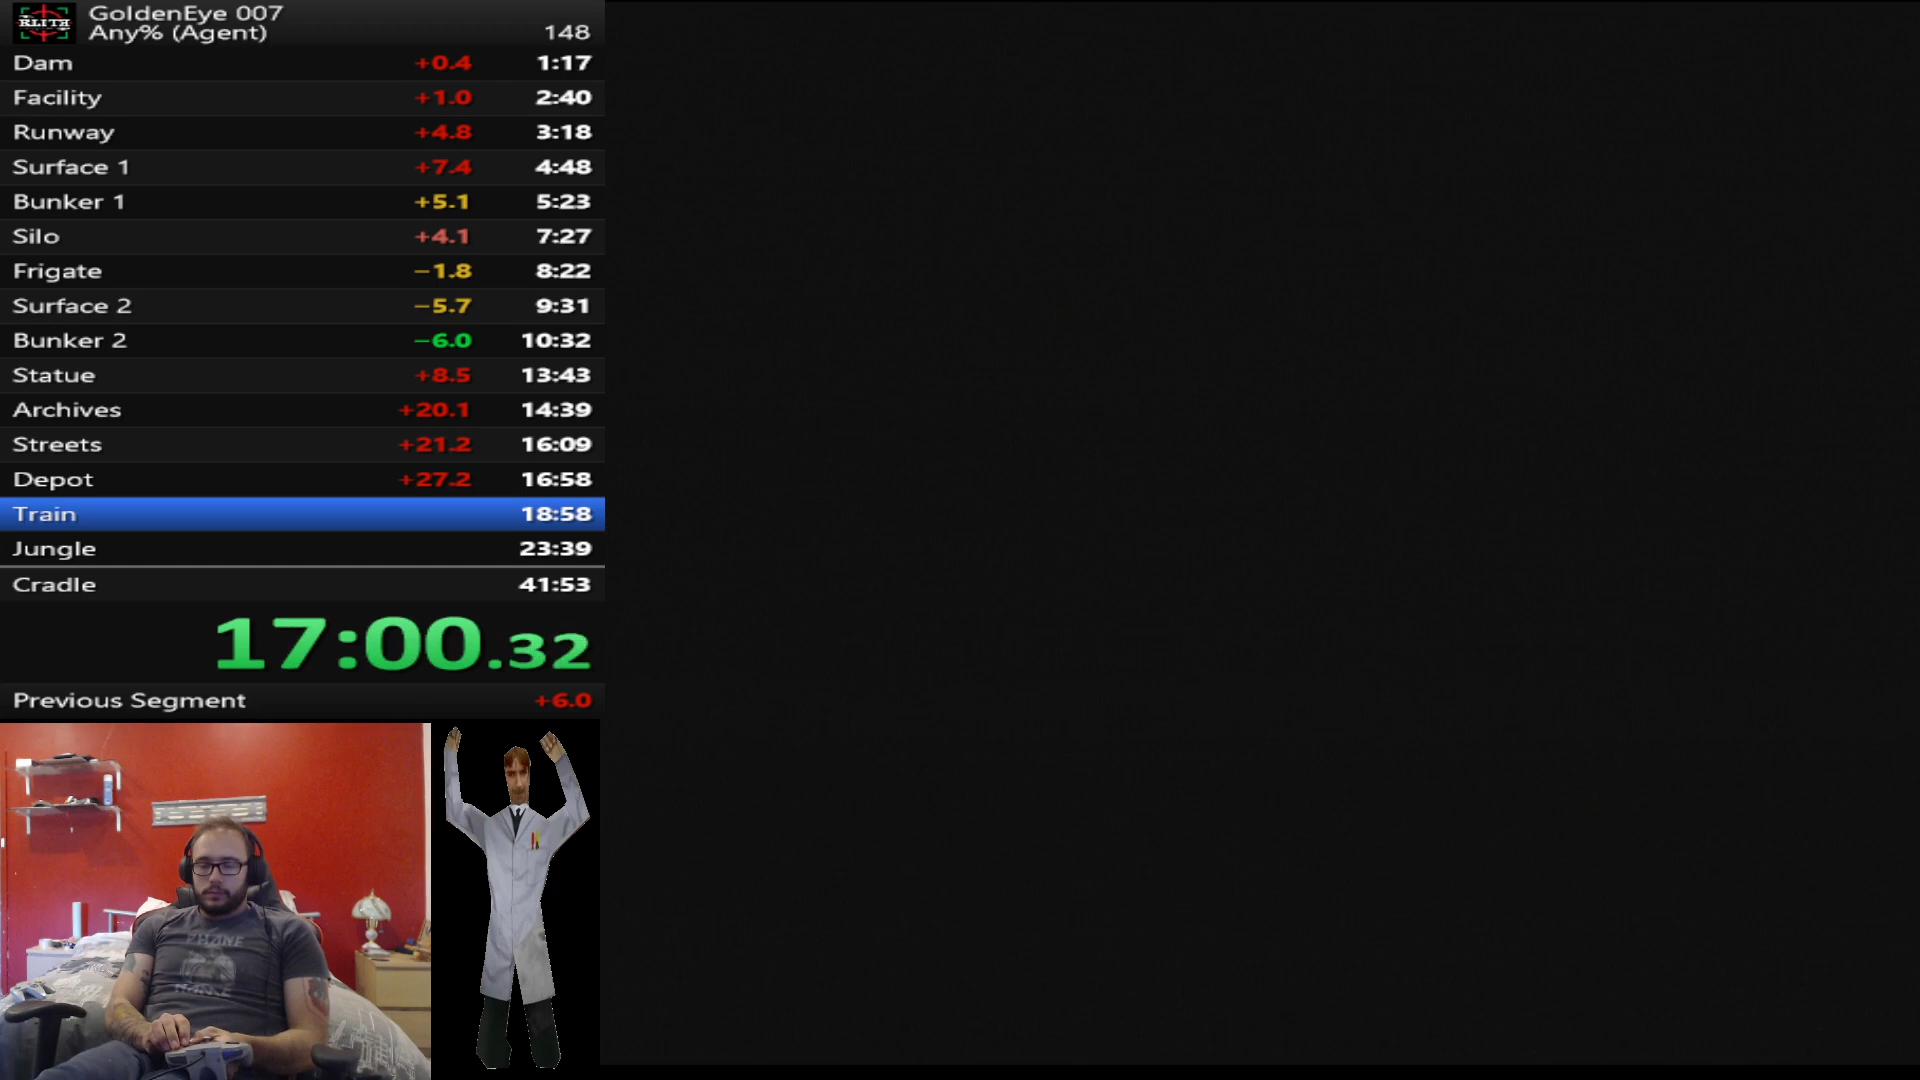 GoldenEye 007
Any% (Agent) 148
Dam +0.4 1:17
Facility +1.0 2:40
Runway +4.8 3:18
Surface 1 +7.4 4:48
Bunker 1 +5.1 5:23
Silo +4.1 7:27
Frigate −1.8 8:22
Surface 2 −5.7 9:31
Bunker 2 −6.0 10:32
Statue +8.5 13:43
Archives +20.1 14:39
Streets +21.2 16:09
Depot +27.2 16:58
Train 18:58
Jungle 23:39
Cradle 41:53
17:00.32
Previous Segment +6.0